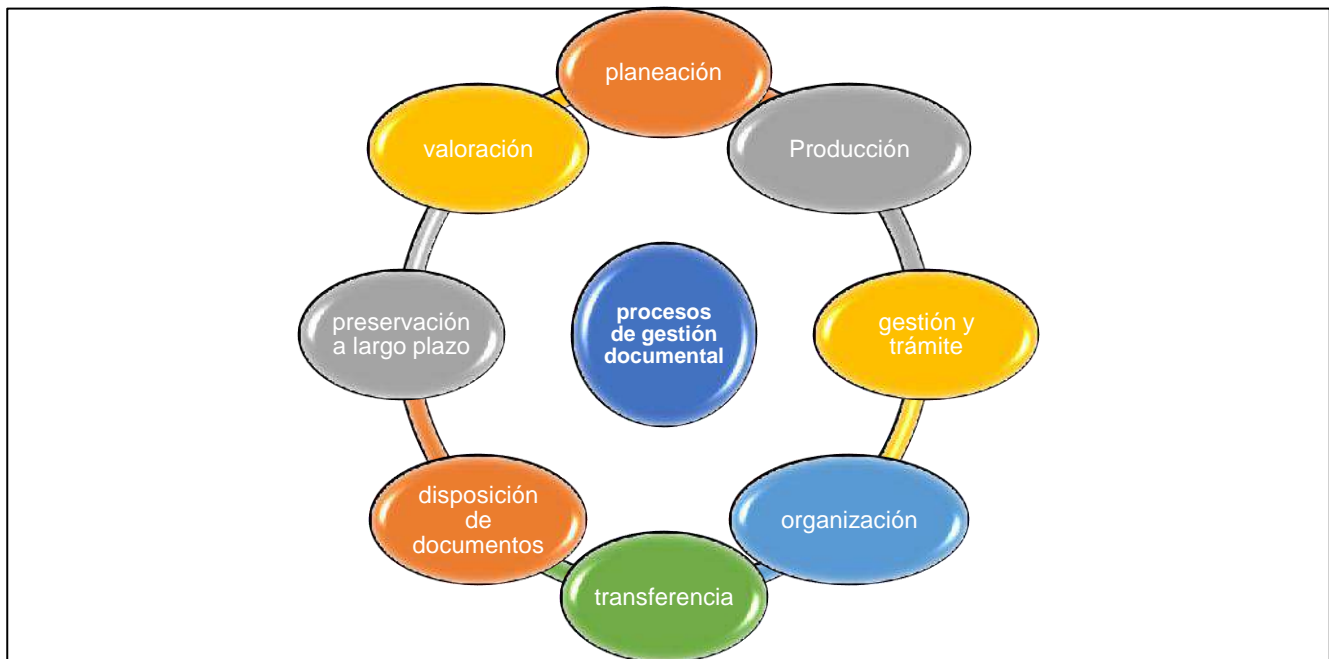 planeación
Producción
gestión y
trámite
organización
transferencia
disposición
de
documentos
preservación
a largo plazo
valoración
procesos
de gestión
documental